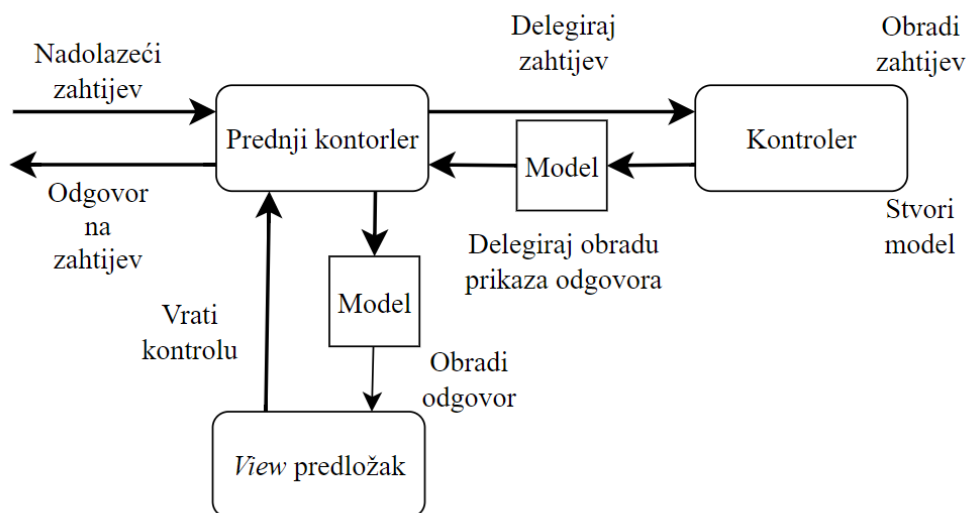 Nadolazeći
zahtijev
Delegiraj
zahtijev
Obradi
zahtijev
Prednji kontorler
Model
Kontroler
Odgovor
na
zahtijev
Delegiraj obradu
prikaza odgovora
Stvori
model
Vrati
kontrolu
Model
Obradi
odgovor
View predložak